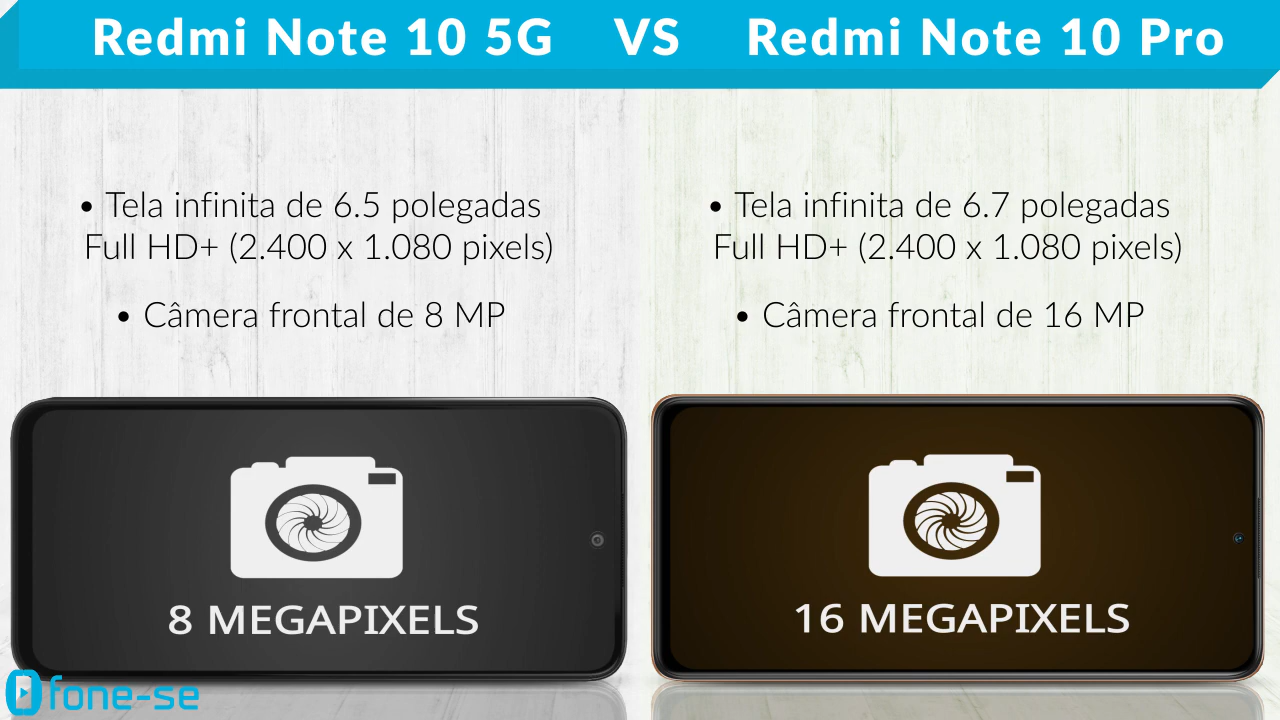 Redmi Note 10 5G VS Redmi Note 10 Pro
• Tela infinita de 6.5 polegadas
Full HD+ (2.400 x 1.080 pixels)
• Câmera frontal de 8 MP
• Tela infinita de 6.7 polegadas
Full HD+ (2.400 x 1.080 pixels)
• Câmera frontal de 16 MP
8 MEGAPIXELS
16 MEGAPIXELS
fone-se